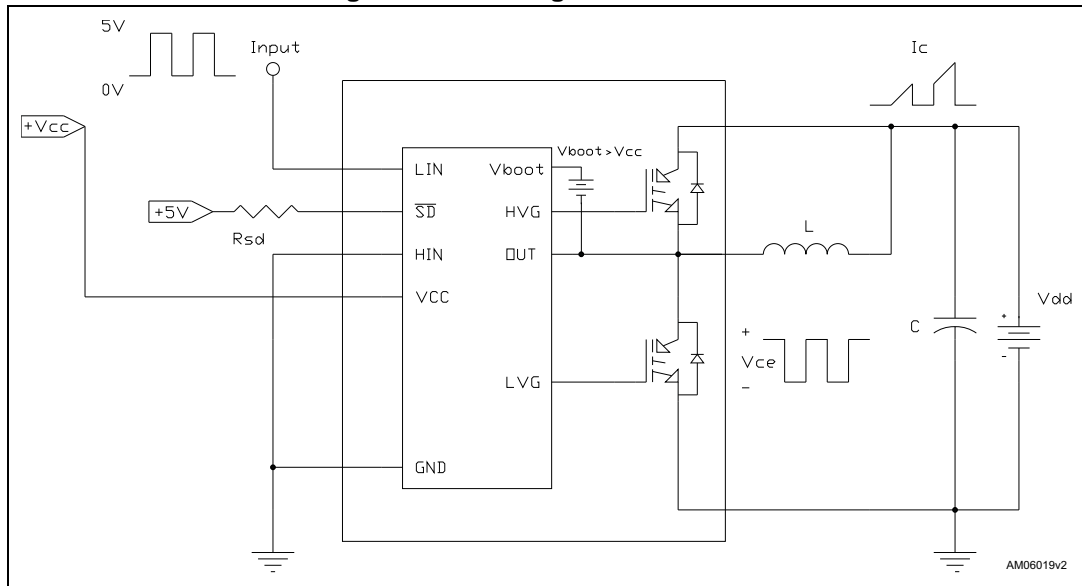 5V
0V
Input
Ic
+Vcc
Vboot>Vcc
LIN
Vboot
+5V
Rsd
SD
HVG
HIN
OUT
L
VCC
Vdd
+
Vce
-
C
+
-
LVG
GND
AM06019v2